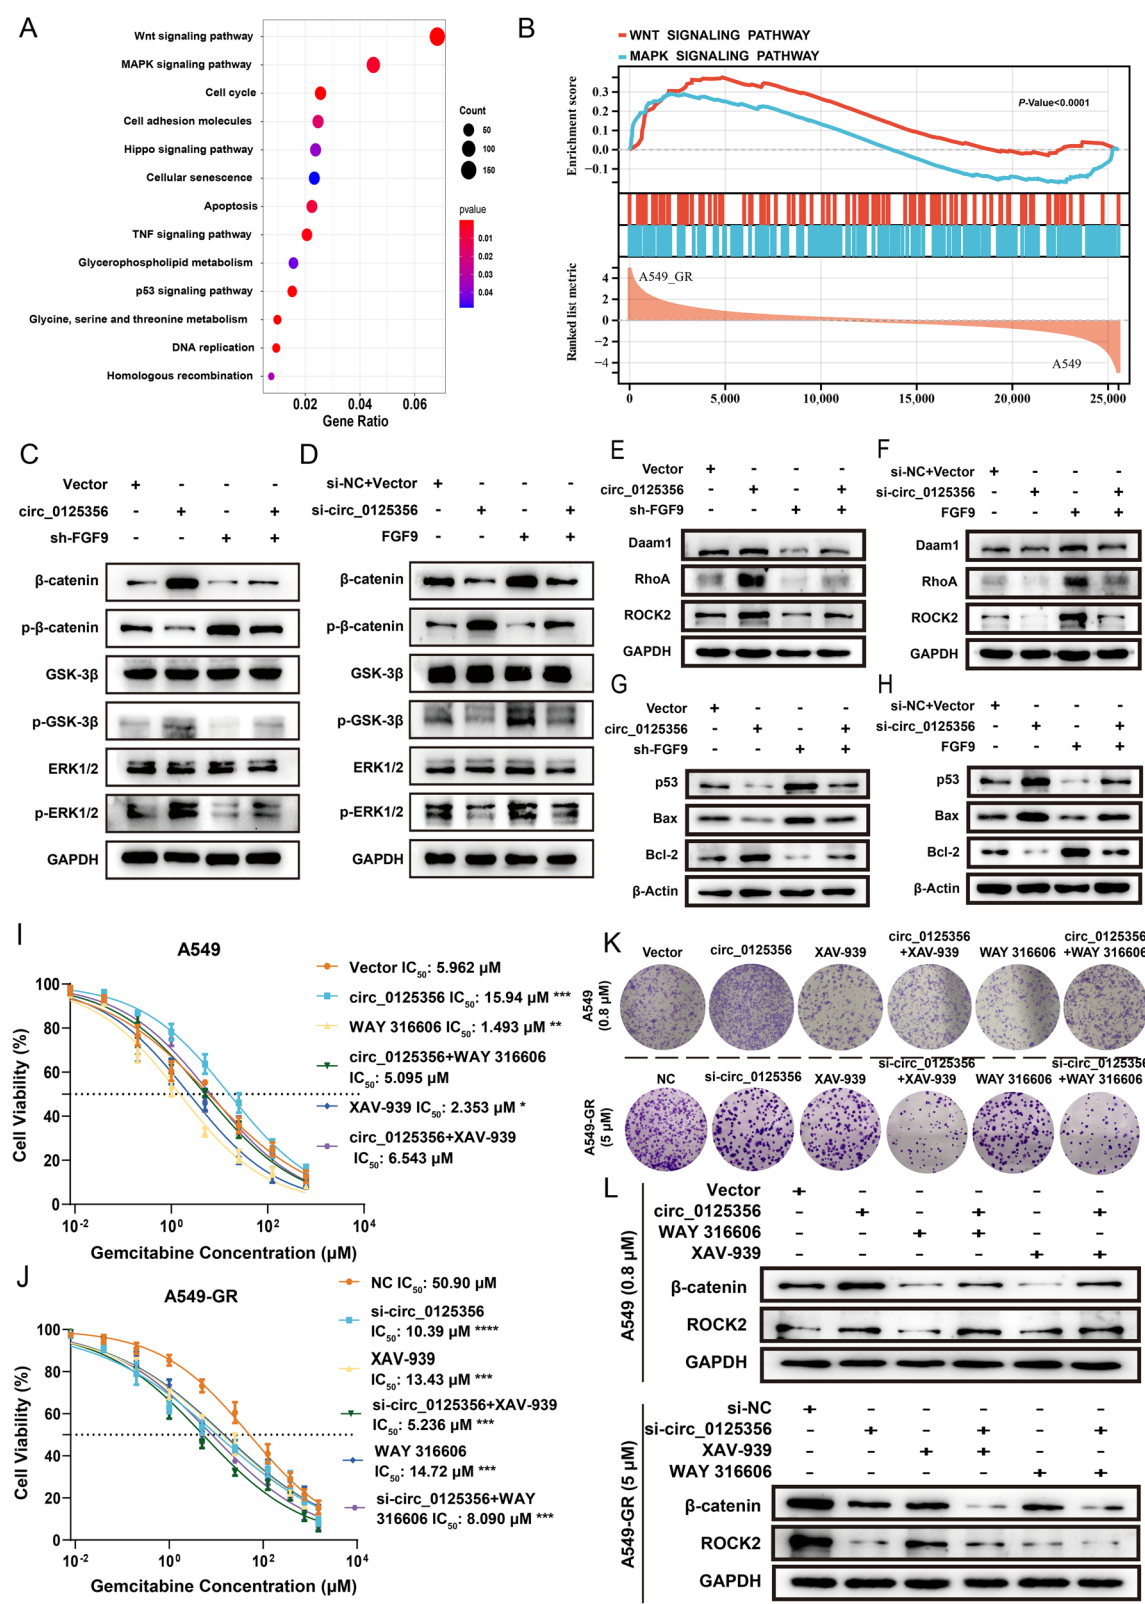 A
Wnt signaling pathway
MAPK signaling pathway
Cell cycle
Cell adhesion molecules
Hippo signaling pathway
Cellular senescence
Apoptosis
TNF signaling pathway
Glycerophospholipid metabolism
p53 signaling pathway
Glycine, serine and threonine metabolism
DNA replication
Homologous recombination
0.02 0.04 0.06
Gene Ratio
Count
50
100
150
pvalue
0.01
0.02
0.03
0.04
B
WNT SIGNALING PATHWAY
MAPK SIGNALING PATHWAY
Enrichment score
0.3
0.2
0.1
0.0
−0.1
P-Value<0.0001
Ranked list metric
4
2
0
−2
−4
A549_GR
A549
0 5,000 10,000 15,000 20,000 25,000
C
Vector + - - -
circ_0125356 - + - +
sh-FGF9 - - + +
β-catenin
p-β-catenin
GSK-3β
p-GSK-3β
ERK1/2
p-ERK1/2
GAPDH
D
si-NC+Vector + - - -
si-circ_0125356 - + - +
FGF9 - - + +
β-catenin
p-β-catenin
GSK-3β
p-GSK-3β
ERK1/2
p-ERK1/2
GAPDH
E
Vector + - - -
circ_0125356 - + - +
sh-FGF9 - - + +
Daam1
RhoA
ROCK2
GAPDH
F
si-NC+Vector + - - -
si-circ_0125356 - + - +
FGF9 - - + +
Daam1
RhoA
ROCK2
GAPDH
G
Vector + - - -
circ_0125356 - + - +
sh-FGF9 - - + +
p53
Bax
Bcl-2
β-Actin
H
si-NC+Vector + - - -
si-circ_0125356 - + - +
FGF9 - - + +
p53
Bax
Bcl-2
β-Actin
I
A549
Cell Viability (%)
100
80
60
40
20
0
10⁻² 10⁰ 10² 10⁴
Gemcitabine Concentration (μM)
Vector IC₅₀: 5.962 μM
circ_0125356 IC₅₀: 15.94 μM ***
WAY 316606 IC₅₀: 1.493 μM **
circ_0125356+WAY 316606
IC₅₀: 5.095 μM
XAV-939 IC₅₀: 2.353 μM *
circ_0125356+XAV-939
IC₅₀: 6.543 μM
J
A549-GR
Cell Viability (%)
100
80
60
40
20
0
10⁻² 10⁰ 10² 10⁴
Gemcitabine Concentration (μM)
NC IC₅₀: 50.90 μM
si-circ_0125356
IC₅₀: 10.39 μM ****
XAV-939
IC₅₀: 13.43 μM ***
si-circ_0125356+XAV-939
IC₅₀: 5.236 μM ***
WAY 316606
IC₅₀: 14.72 μM ***
si-circ_0125356+WAY
316606 IC₅₀: 8.090 μM ***
K
A549
(0.8 μM)
Vector
circ_0125356
XAV-939
circ_0125356
+XAV-939
WAY 316606
circ_0125356
+WAY 316606
A549-GR
(5 μM)
NC
si-circ_0125356
XAV-939
si-circ_0125356
+XAV-939
WAY 316606
si-circ_0125356
+WAY 316606
L
A549 (0.8 μM)
Vector + - - - - -
circ_0125356 - + - + - +
WAY 316606 - - + + - -
XAV-939 - - - - + +
β-catenin
ROCK2
GAPDH
A549-GR (5 μM)
si-NC + - - - - -
si-circ_0125356 - + - + - +
XAV-939 - - + + - -
WAY 316606 - - - - + +
β-catenin
ROCK2
GAPDH